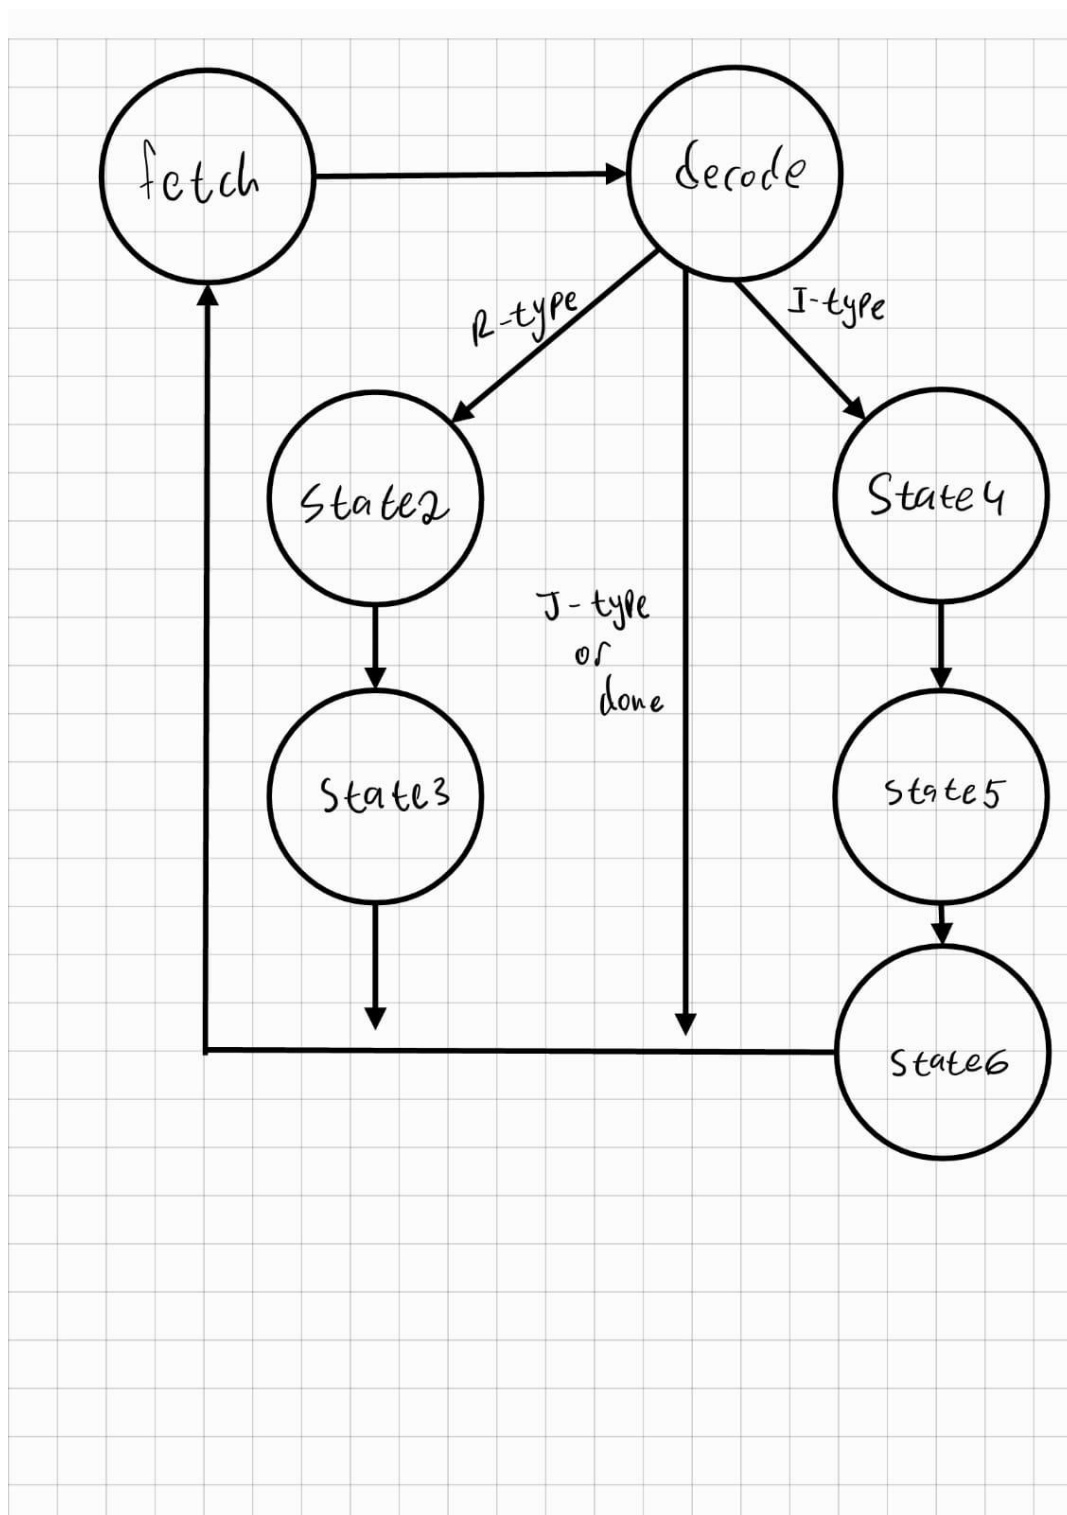 fetch
decode
R-type
I-type
State2
State4
J-type
or
done
State3
State5
State6